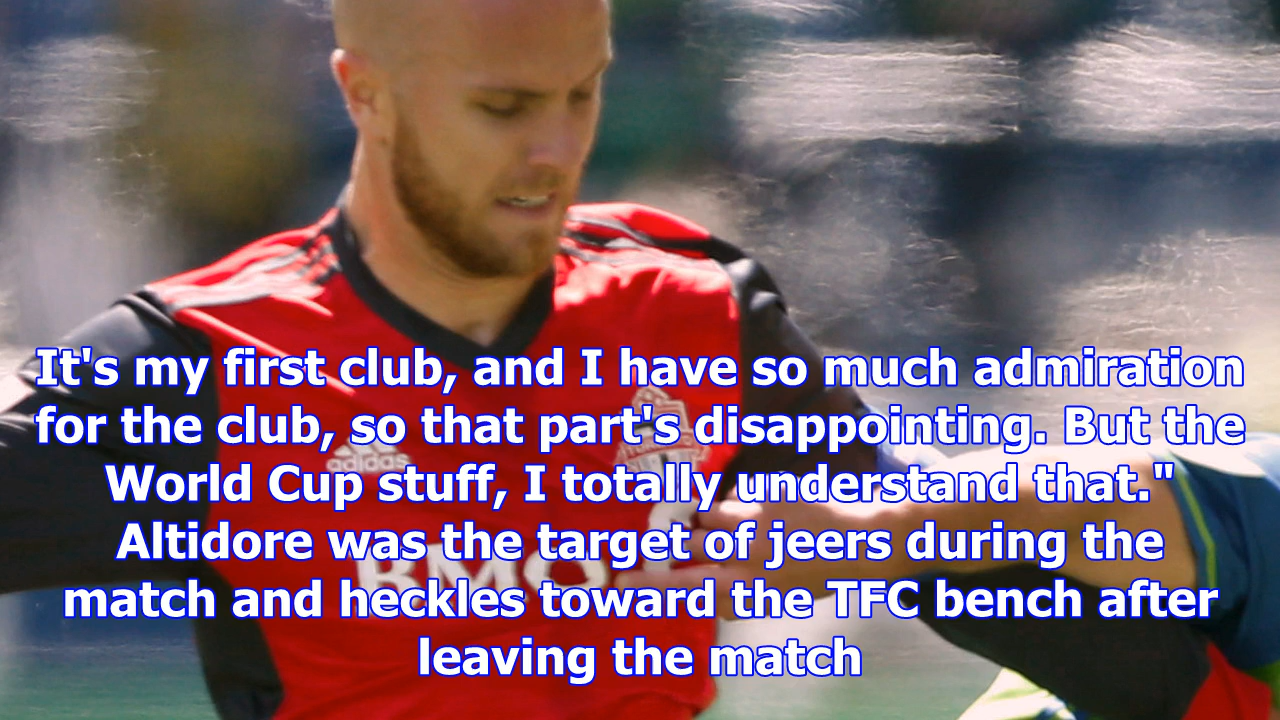 It's my first club, and I have so much admiration
for the club, so that part's disappointing. But the
World Cup stuff, I totally understand that."
Altidore was the target of jeers during the
match and heckles toward the TFC bench after
leaving the match
adidas
BMO